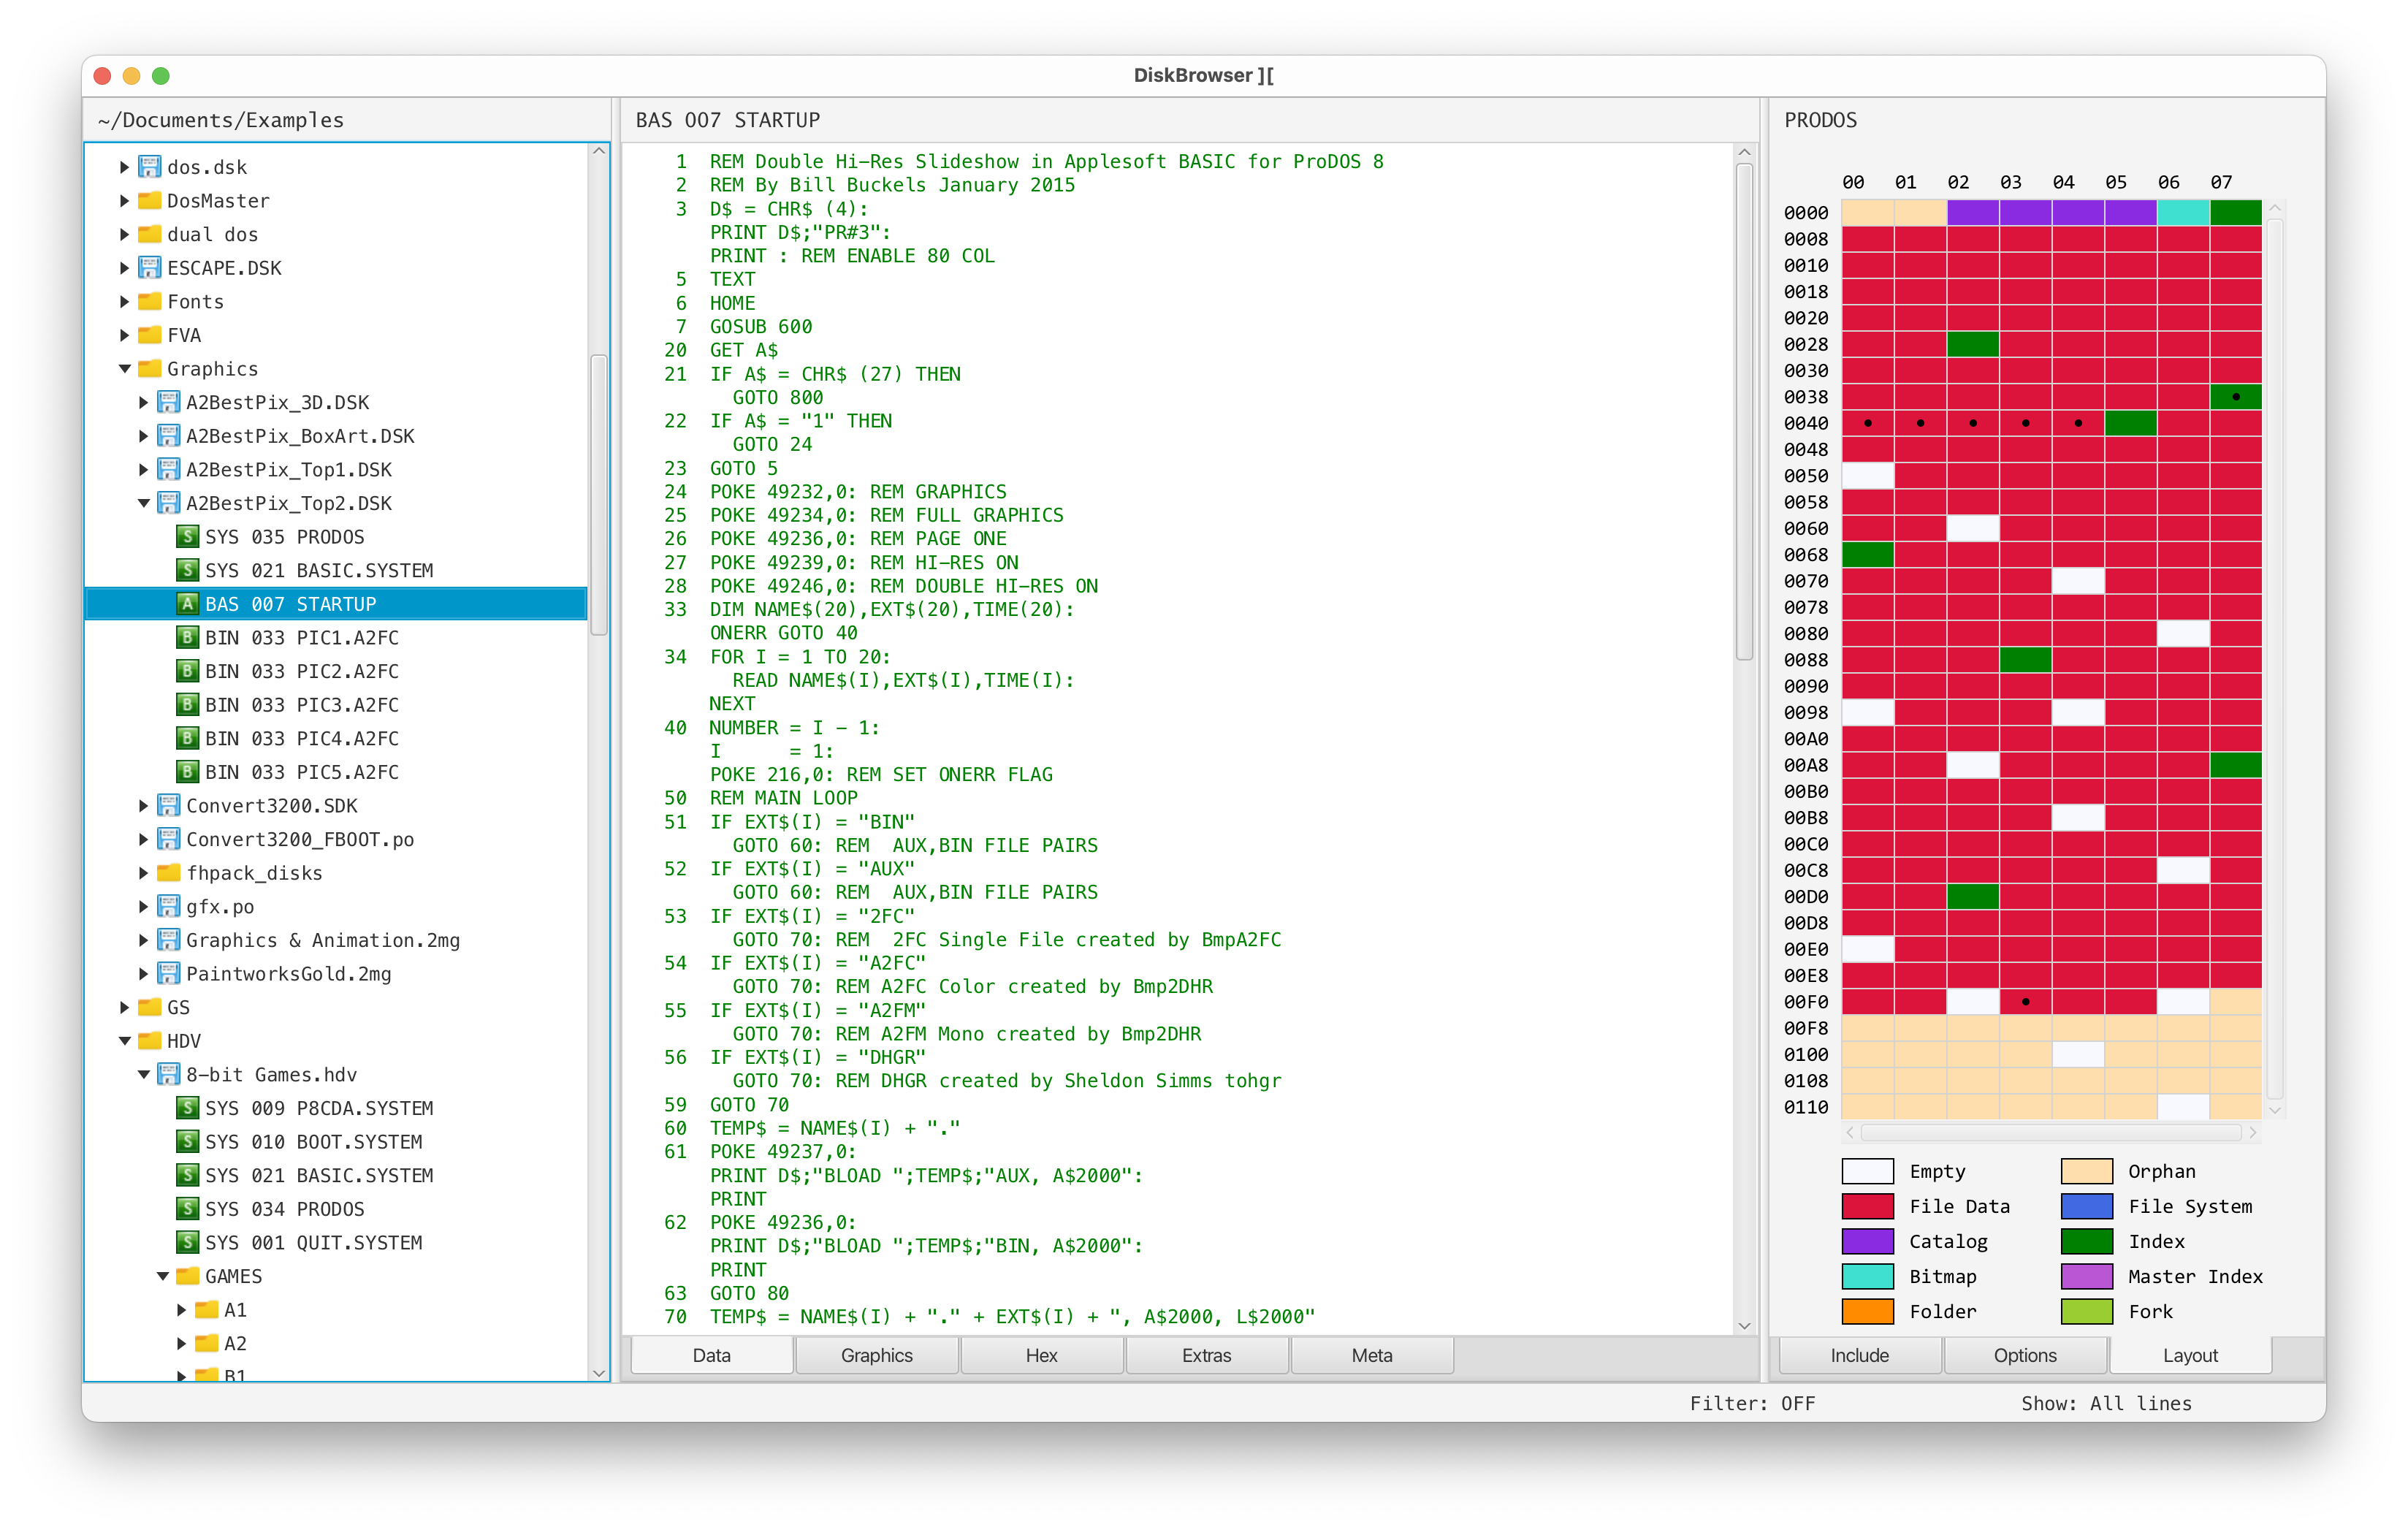 DiskBrowser ][
~/Documents/Examples
dos.dsk
DosMaster
dual dos
ESCAPE.DSK
Fonts
FVA
Graphics
A2BestPix_3D.DSK
A2BestPix_BoxArt.DSK
A2BestPix_Top1.DSK
A2BestPix_Top2.DSK
S SYS 035 PRODOS
S SYS 021 BASIC.SYSTEM
A BAS 007 STARTUP
B BIN 033 PIC1.A2FC
B BIN 033 PIC2.A2FC
B BIN 033 PIC3.A2FC
B BIN 033 PIC4.A2FC
B BIN 033 PIC5.A2FC
Convert3200.SDK
Convert3200_FBOOT.po
fhpack_disks
gfx.po
Graphics & Animation.2mg
PaintworksGold.2mg
GS
HDV
8-bit Games.hdv
S SYS 009 P8CDA.SYSTEM
S SYS 010 BOOT.SYSTEM
S SYS 021 BASIC.SYSTEM
S SYS 034 PRODOS
S SYS 001 QUIT.SYSTEM
GAMES
A1
A2
B1
BAS 007 STARTUP
1 REM Double Hi-Res Slideshow in Applesoft BASIC for ProDOS 8
2 REM By Bill Buckels January 2015
3 D$ = CHR$ (4):
PRINT D$;"PR#3":
PRINT : REM ENABLE 80 COL
5 TEXT
6 HOME
7 GOSUB 600
20 GET A$
21 IF A$ = CHR$ (27) THEN
GOTO 800
22 IF A$ = "1" THEN
GOTO 24
23 GOTO 5
24 POKE 49232,0: REM GRAPHICS
25 POKE 49234,0: REM FULL GRAPHICS
26 POKE 49236,0: REM PAGE ONE
27 POKE 49239,0: REM HI-RES ON
28 POKE 49246,0: REM DOUBLE HI-RES ON
33 DIM NAME$(20),EXT$(20),TIME(20):
ONERR GOTO 40
34 FOR I = 1 TO 20:
READ NAME$(I),EXT$(I),TIME(I):
NEXT
40 NUMBER = I - 1:
I      = 1:
POKE 216,0: REM SET ONERR FLAG
50 REM MAIN LOOP
51 IF EXT$(I) = "BIN"
GOTO 60: REM  AUX,BIN FILE PAIRS
52 IF EXT$(I) = "AUX"
GOTO 60: REM  AUX,BIN FILE PAIRS
53 IF EXT$(I) = "2FC"
GOTO 70: REM  2FC Single File created by BmpA2FC
54 IF EXT$(I) = "A2FC"
GOTO 70: REM A2FC Color created by Bmp2DHR
55 IF EXT$(I) = "A2FM"
GOTO 70: REM A2FM Mono created by Bmp2DHR
56 IF EXT$(I) = "DHGR"
GOTO 70: REM DHGR created by Sheldon Simms tohgr
59 GOTO 70
60 TEMP$ = NAME$(I) + "."
61 POKE 49237,0:
PRINT D$;"BLOAD ";TEMP$;"AUX, A$2000":
PRINT
62 POKE 49236,0:
PRINT D$;"BLOAD ";TEMP$;"BIN, A$2000":
PRINT
63 GOTO 80
70 TEMP$ = NAME$(I) + "." + EXT$(I) + ", A$2000, L$2000"
Data Graphics Hex Extras Meta
PRODOS
00 01 02 03 04 05 06 07
0000
0008
0010
0018
0020
0028
0030
0038
0040
0048
0050
0058
0060
0068
0070
0078
0080
0088
0090
0098
00A0
00A8
00B0
00B8
00C0
00C8
00D0
00D8
00E0
00E8
00F0
00F8
0100
0108
0110
Empty Orphan
File Data File System
Catalog Index
Bitmap Master Index
Folder Fork
Include Options Layout
Filter: OFF Show: All lines